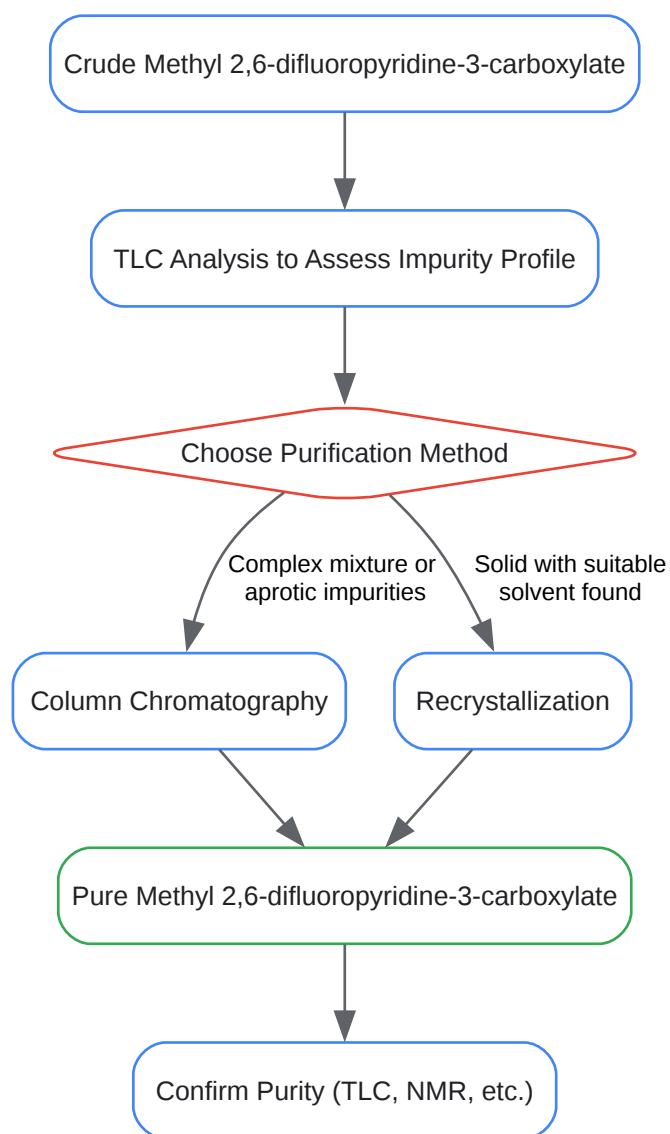 Crude Methyl 2,6-difluoropyridine-3-carboxylate
TLC Analysis to Assess Impurity Profile
Choose Purification Method
Complex mixture or
aprotic impurities
Solid with suitable
solvent found
Column Chromatography
Recrystallization
Pure Methyl 2,6-difluoropyridine-3-carboxylate
Confirm Purity (TLC, NMR, etc.)